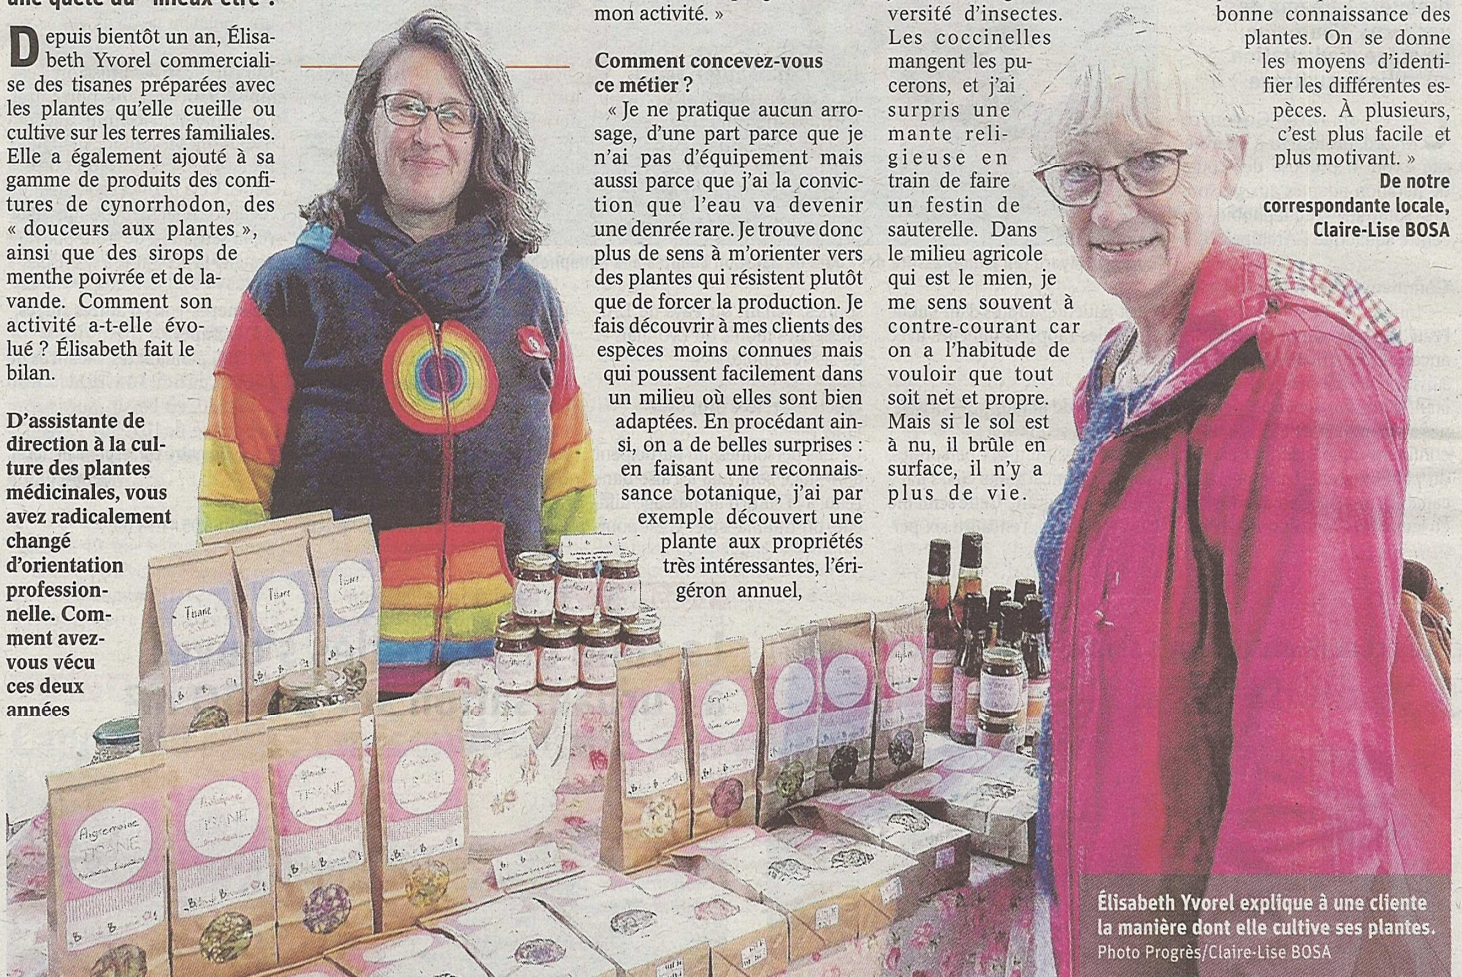 une quête du "mieux-être".
Depuis bientôt un an, Élisa-
beth Yvorel commerciali-
se des tisanes préparées avec
les plantes qu'elle cueille ou
cultive sur les terres familiales.
Elle a également ajouté à sa
gamme de produits des confi-
tures de cynorrhodon, des
« douceurs aux plantes »,
ainsi que des sirops de
menthe poivrée et de la-
vande. Comment son
activité a-t-elle évo-
lué ? Élisabeth fait le
bilan.
D'assistante de
direction à la cul-
ture des plantes
médicinales, vous
avez radicalement
changé
d'orientation
profession-
nelle. Com-
ment avez-
vous vécu
ces deux
années
mon activité. »
Comment concevez-vous
ce métier ?
« Je ne pratique aucun arro-
sage, d'une part parce que je
n'ai pas d'équipement mais
aussi parce que j'ai la convic-
tion que l'eau va devenir
une denrée rare. Je trouve donc
plus de sens à m'orienter vers
des plantes qui résistent plutôt
que de forcer la production. Je
fais découvrir à mes clients des
espèces moins connues mais
qui poussent facilement dans
un milieu où elles sont bien
adaptées. En procédant ain-
si, on a de belles surprises :
en faisant une reconnais-
sance botanique, j'ai par
exemple découvert une
plante aux propriétés
très intéressantes, l'éri-
géron annuel,
versité d'insectes.
Les coccinelles
mangent les pu-
cerons, et j'ai
surpris une
mante reli-
gieuse en
train de faire
un festin de
sauterelle. Dans
le milieu agricole
qui est le mien, je
me sens souvent à
contre-courant car
on a l'habitude de
vouloir que tout
soit net et propre.
Mais si le sol est
à nu, il brûle en
surface, il n'y a
plus de vie.
bonne connaissance des
plantes. On se donne
les moyens d'identi-
fier les différentes es-
pèces. À plusieurs,
c'est plus facile et
plus motivant. »
De notre
correspondante locale,
Claire-Lise BOSA
Tisane
Tisane
Tisane
Aigremoine
TISANE
TISANE
TISANE
Élisabeth Yvorel explique à une cliente
la manière dont elle cultive ses plantes.
Photo Progrès/Claire-Lise BOSA